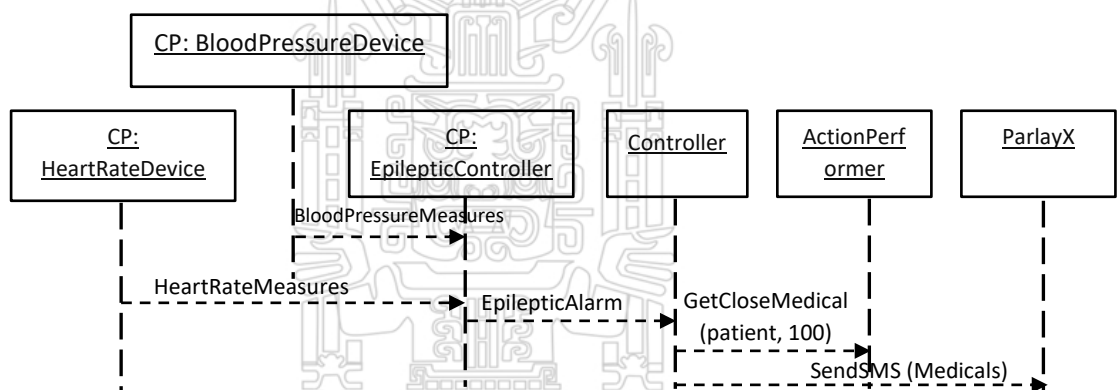 CP: BloodPressureDevice
CP:
HeartRateDevice
CP:
EpilepticController
Controller
ActionPerf
ormer
ParlayX
BloodPressureMeasures
HeartRateMeasures
EpilepticAlarm
GetCloseMedical
(patient, 100)
SendSMS (Medicals)